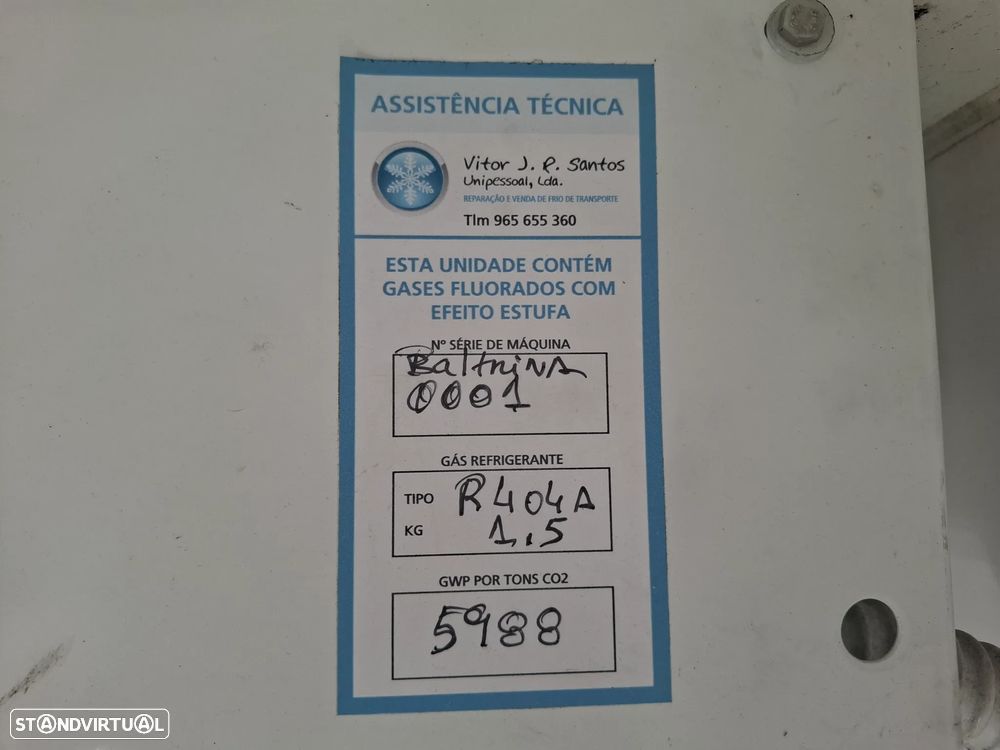 ASSISTÊNCIA TÉCNICA
Vitor J. R. Santos
Unipessoal, Lda.
REPARAÇÃO E VENDA DE FRIO DE TRANSPORTE
Tlm 965 655 360
ESTA UNIDADE CONTÉM
GASES FLUORADOS COM
EFEITO ESTUFA
Nº SÉRIE DE MÁQUINA
BaltrinNA
0001
GÁS REFRIGERANTE
TIPO R404A
KG 1.5
GWP POR TONS CO2
5988
STANDVIRTUAL